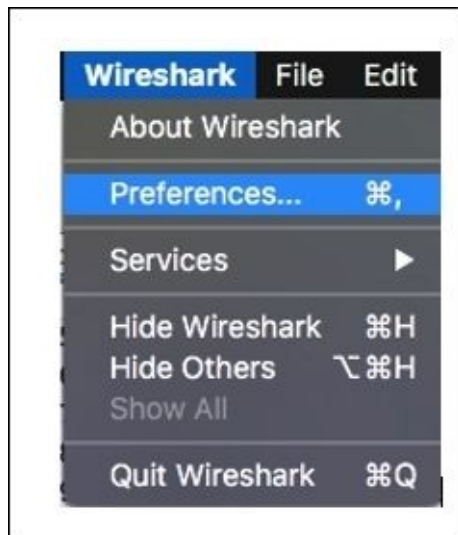 Wireshark File Edit
About Wireshark
Preferences... ⌘,
Services ▶
Hide Wireshark ⌘H
Hide Others ⌥⌘H
Show All
Quit Wireshark ⌘Q